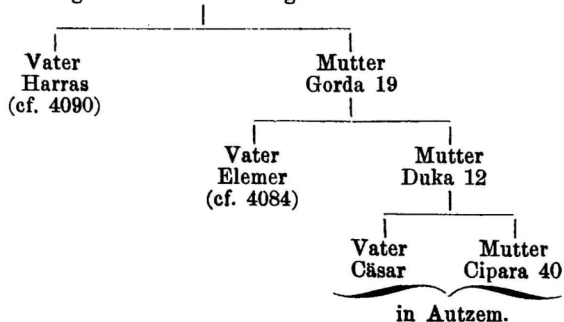 Vater Mutter
Harras Gorda 19
(cf. 4090)
Vater Mutter
Elemer Duka 12
(cf. 4084)
Vater Mutter
Cäsar Cipara 40
in Autzem.